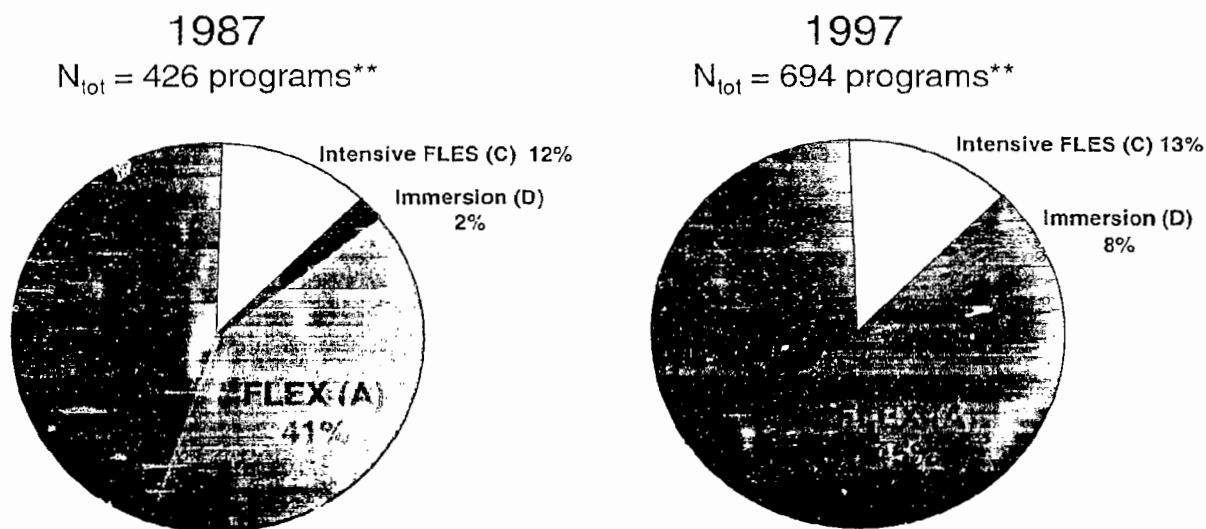 1987
N_tot = 426 programs**
Intensive FLES (C) 12%
Immersion (D)
2%
FLEX (A)
41%
1997
N_tot = 694 programs**
Intensive FLES (C) 13%
Immersion (D)
8%